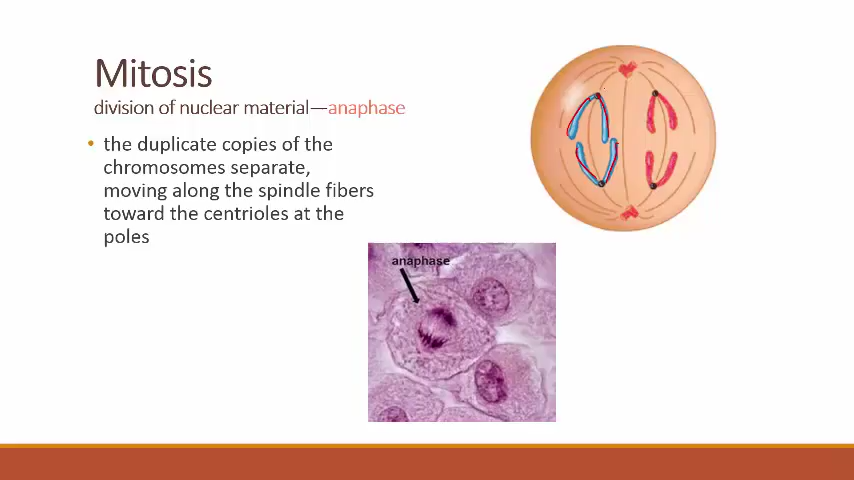 Mitosis
division of nuclear material—anaphase
• the duplicate copies of the
chromosomes separate,
moving along the spindle fibers
toward the centrioles at the
poles
anaphase